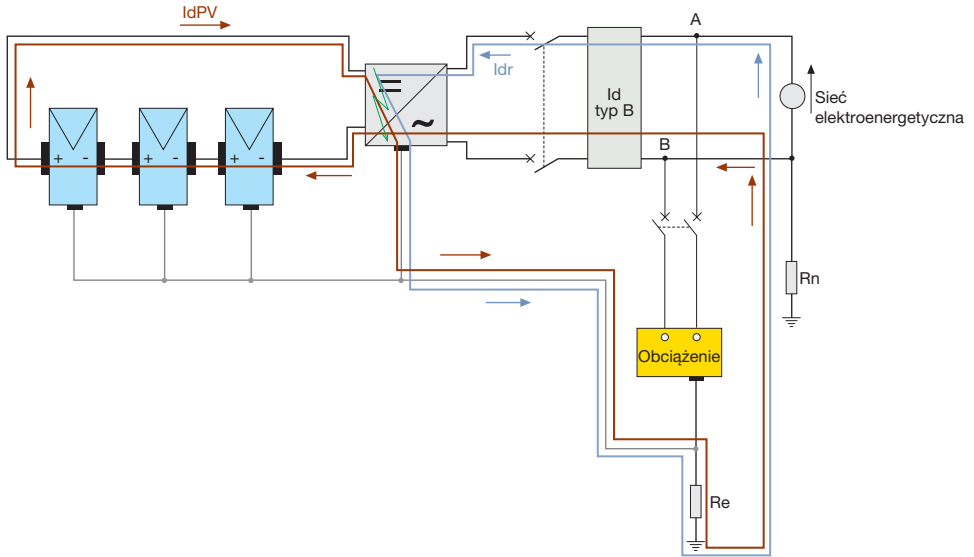 IdPV
A
Idr
Id
typ B
Sieć
elektroenergetyczna
+ -
+ -
+ -
~
B
Rn
Obciążenie
Re